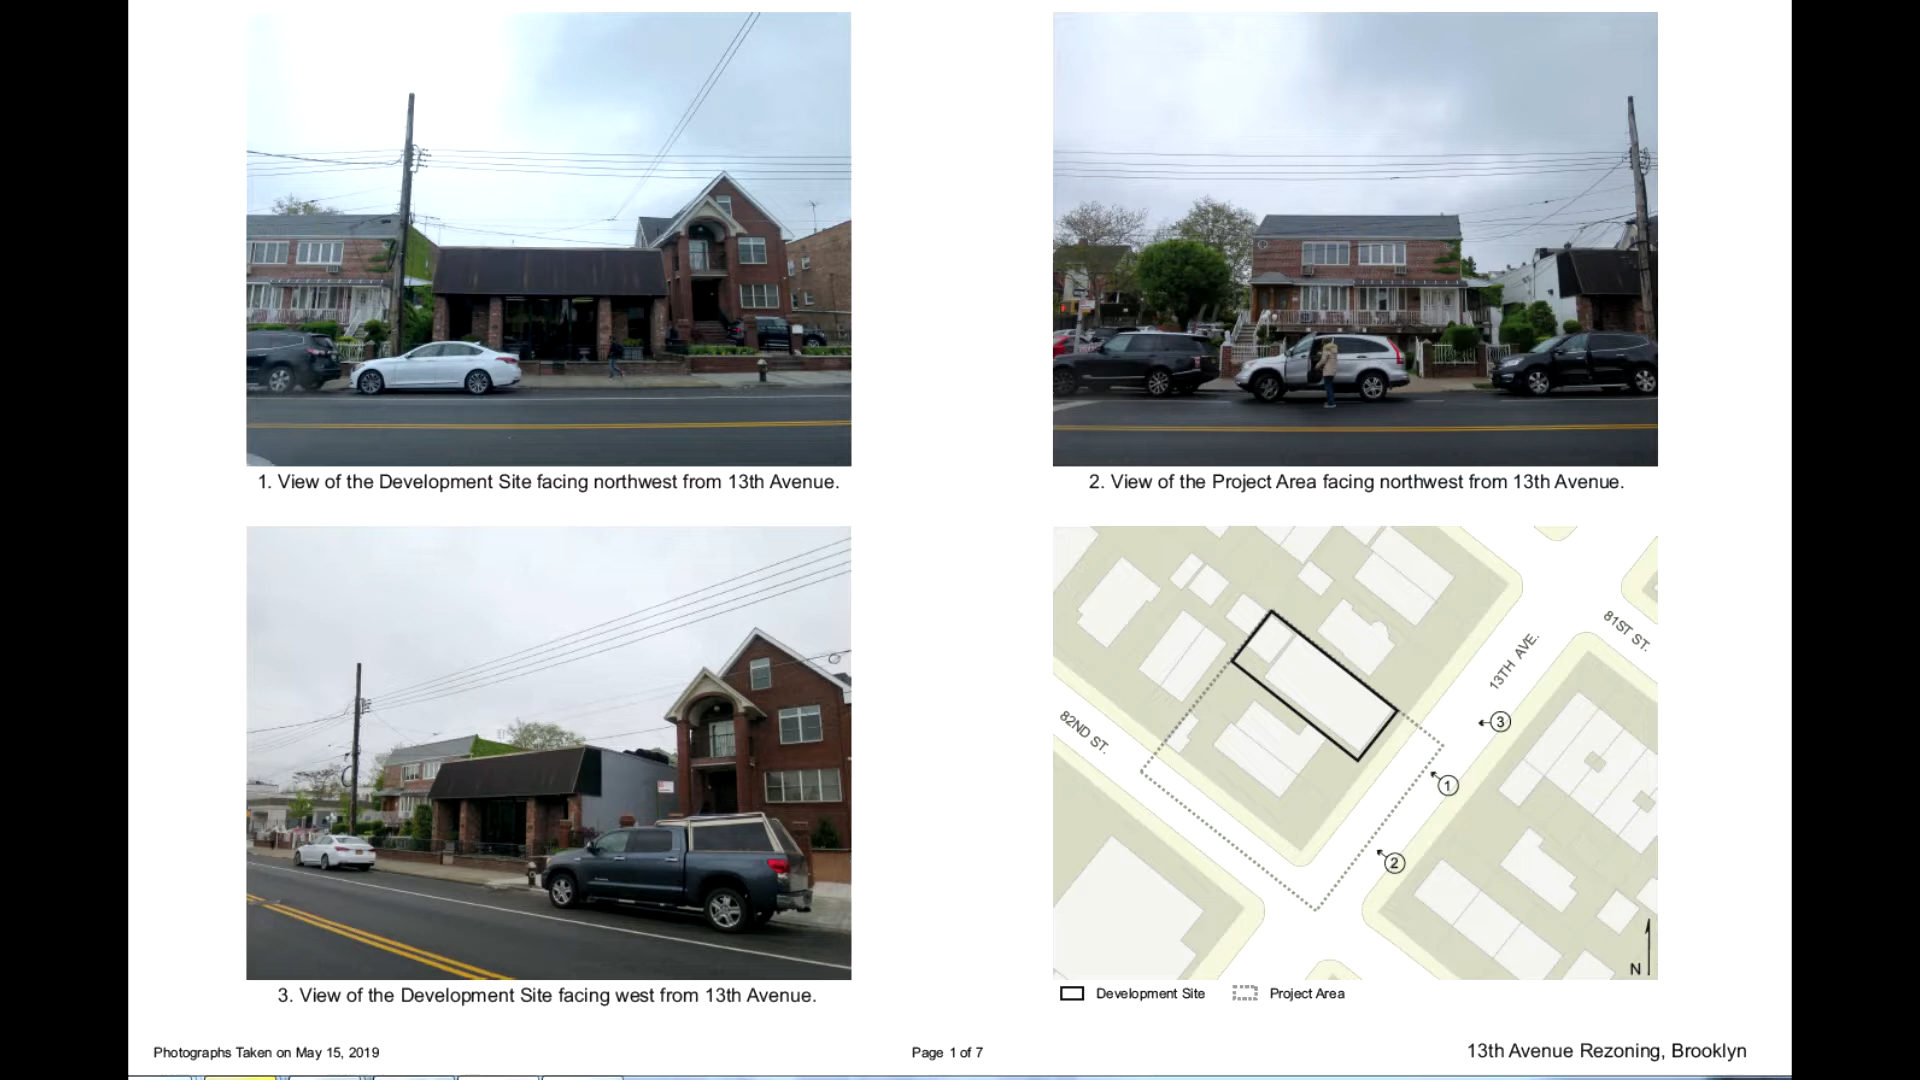 1. View of the Development Site facing northwest from 13th Avenue.
2. View of the Project Area facing northwest from 13th Avenue.
81ST ST.
13TH AVE.
82ND ST.
3
1
2
N
3. View of the Development Site facing west from 13th Avenue.
Development Site
Project Area
Photographs Taken on May 15, 2019
Page 1 of 7
13th Avenue Rezoning, Brooklyn